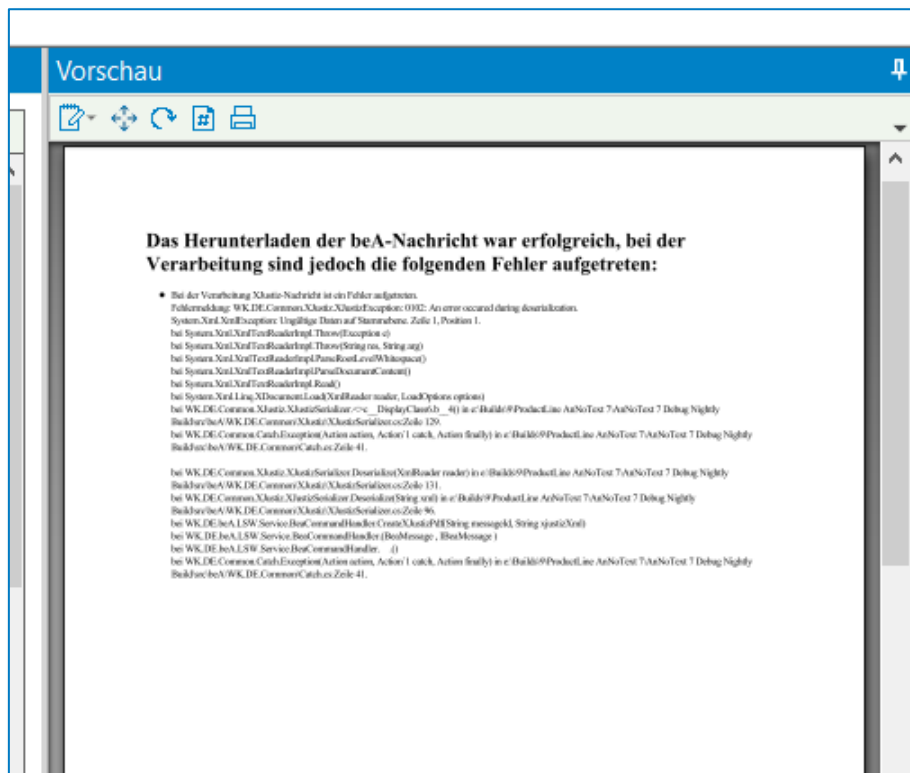 Vorschau
Das Herunterladen der beA-Nachricht war erfolgreich, bei der
Verarbeitung sind jedoch die folgenden Fehler aufgetreten:
● Bei der Verarbeitung XJustiz-Nachricht ist ein Fehler aufgetreten.
Fehlermeldung: WK.DE.Common.XJustiz.XJustizException: 0102: An error occured during deserialization.
System.Xml.XmlException: Ungültige Daten auf Stammebene. Zeile 1, Position 1.
bei System.Xml.XmlTextReaderImpl.Throw(Exception e)
bei System.Xml.XmlTextReaderImpl.Throw(String res, String arg)
bei System.Xml.XmlTextReaderImpl.ParseRootLevelWhitespace()
bei System.Xml.XmlTextReaderImpl.ParseDocumentContent()
bei System.Xml.XmlTextReaderImpl.Read()
bei System.Xml.Linq.XDocument.Load(XmlReader reader, LoadOptions options)
bei WK.DE.Common.XJustiz.XJustizSerializer.<>c__DisplayClass6.b__4() in e:\Builds\9\ProductLine AnNoText 7\AnNoText 7 Debug Nightly
Build\src\beA\WK.DE.Common\XJustiz\XJustizSerializer.cs:Zeile 129.
bei WK.DE.Common.Catch.Exception(Action action, Action`1 catch, Action finally) in e:\Builds\9\ProductLine AnNoText 7\AnNoText 7 Debug Nightly
Build\src\beA\WK.DE.Common\Catch.cs:Zeile 41.
bei WK.DE.Common.XJustiz.XJustizSerializer.Deserialize(XmlReader reader) in e:\Builds\9\ProductLine AnNoText 7\AnNoText 7 Debug Nightly
Build\src\beA\WK.DE.Common\XJustiz\XJustizSerializer.cs:Zeile 131.
bei WK.DE.Common.XJustiz.XJustizSerializer.Deserialize(String xml) in e:\Builds\9\ProductLine AnNoText 7\AnNoText 7 Debug Nightly
Build\src\beA\WK.DE.Common\XJustiz\XJustizSerializer.cs:Zeile 96.
bei WK.DE.beA.LSW.Service.BeaCommandHandler.CreateXJustizPdf(String messageId, String xjustizXml)
bei WK.DE.beA.LSW.Service.BeaCommandHandler.(BeaMessage , IBeaMessage )
bei WK.DE.beA.LSW.Service.BeaCommandHandler. .()
bei WK.DE.Common.Catch.Exception(Action action, Action`1 catch, Action finally) in e:\Builds\9\ProductLine AnNoText 7\AnNoText 7 Debug Nightly
Build\src\beA\WK.DE.Common\Catch.cs:Zeile 41.